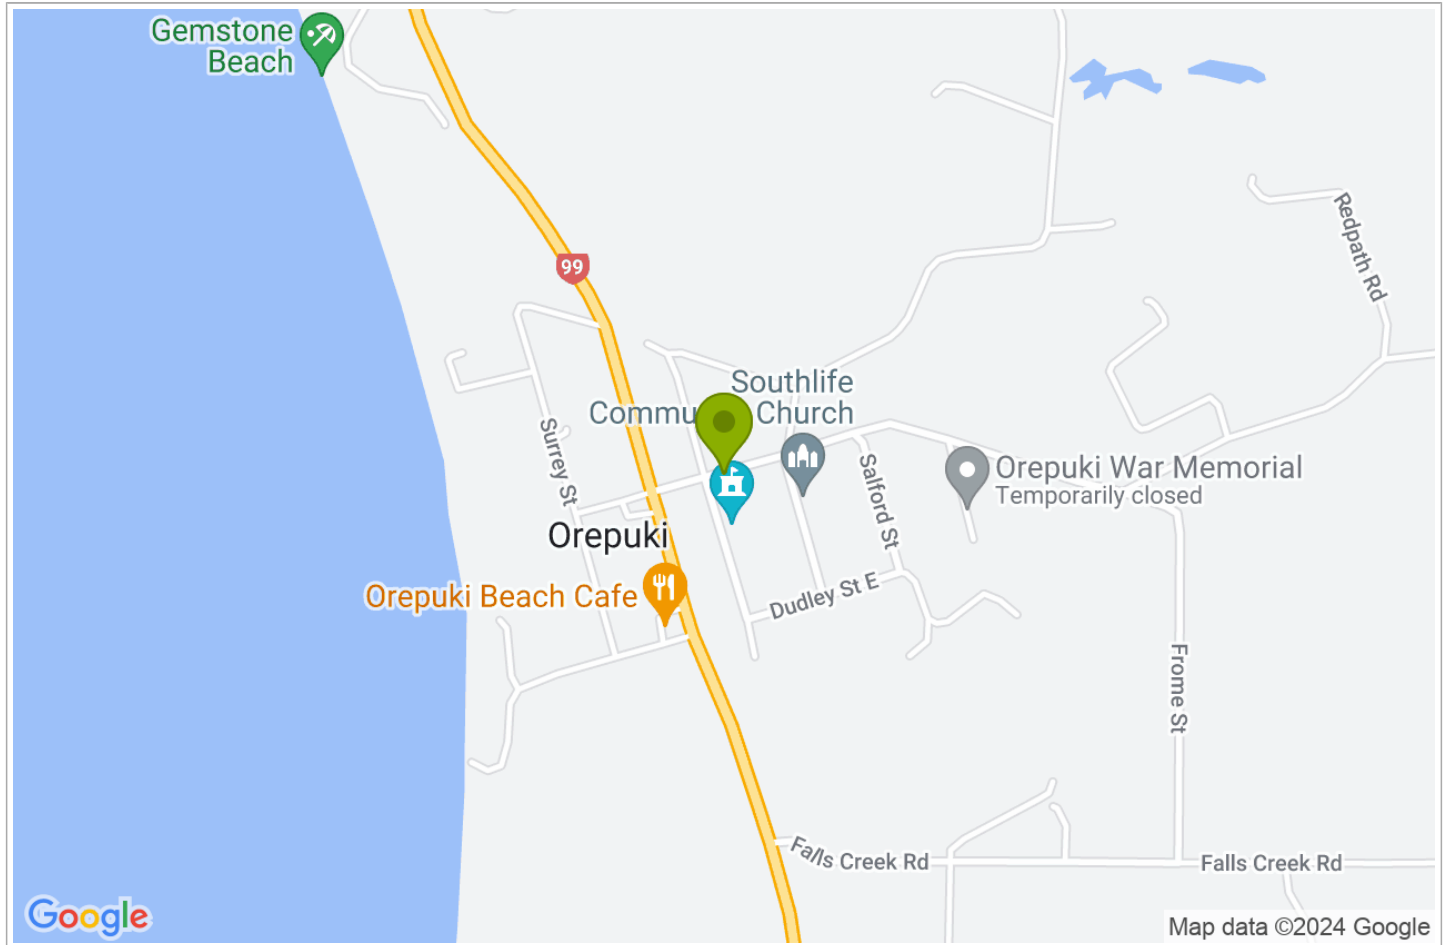 Gemstone
Beach
99
Redpath Rd
Southlife
Commu Church
Surrey St
Salford St
Orepuki War Memorial
Temporarily closed
Orepuki
Orepuki Beach Cafe
Dudley St E
Frome St
Falls Creek Rd
Falls Creek Rd
Google
Map data ©2024 Google